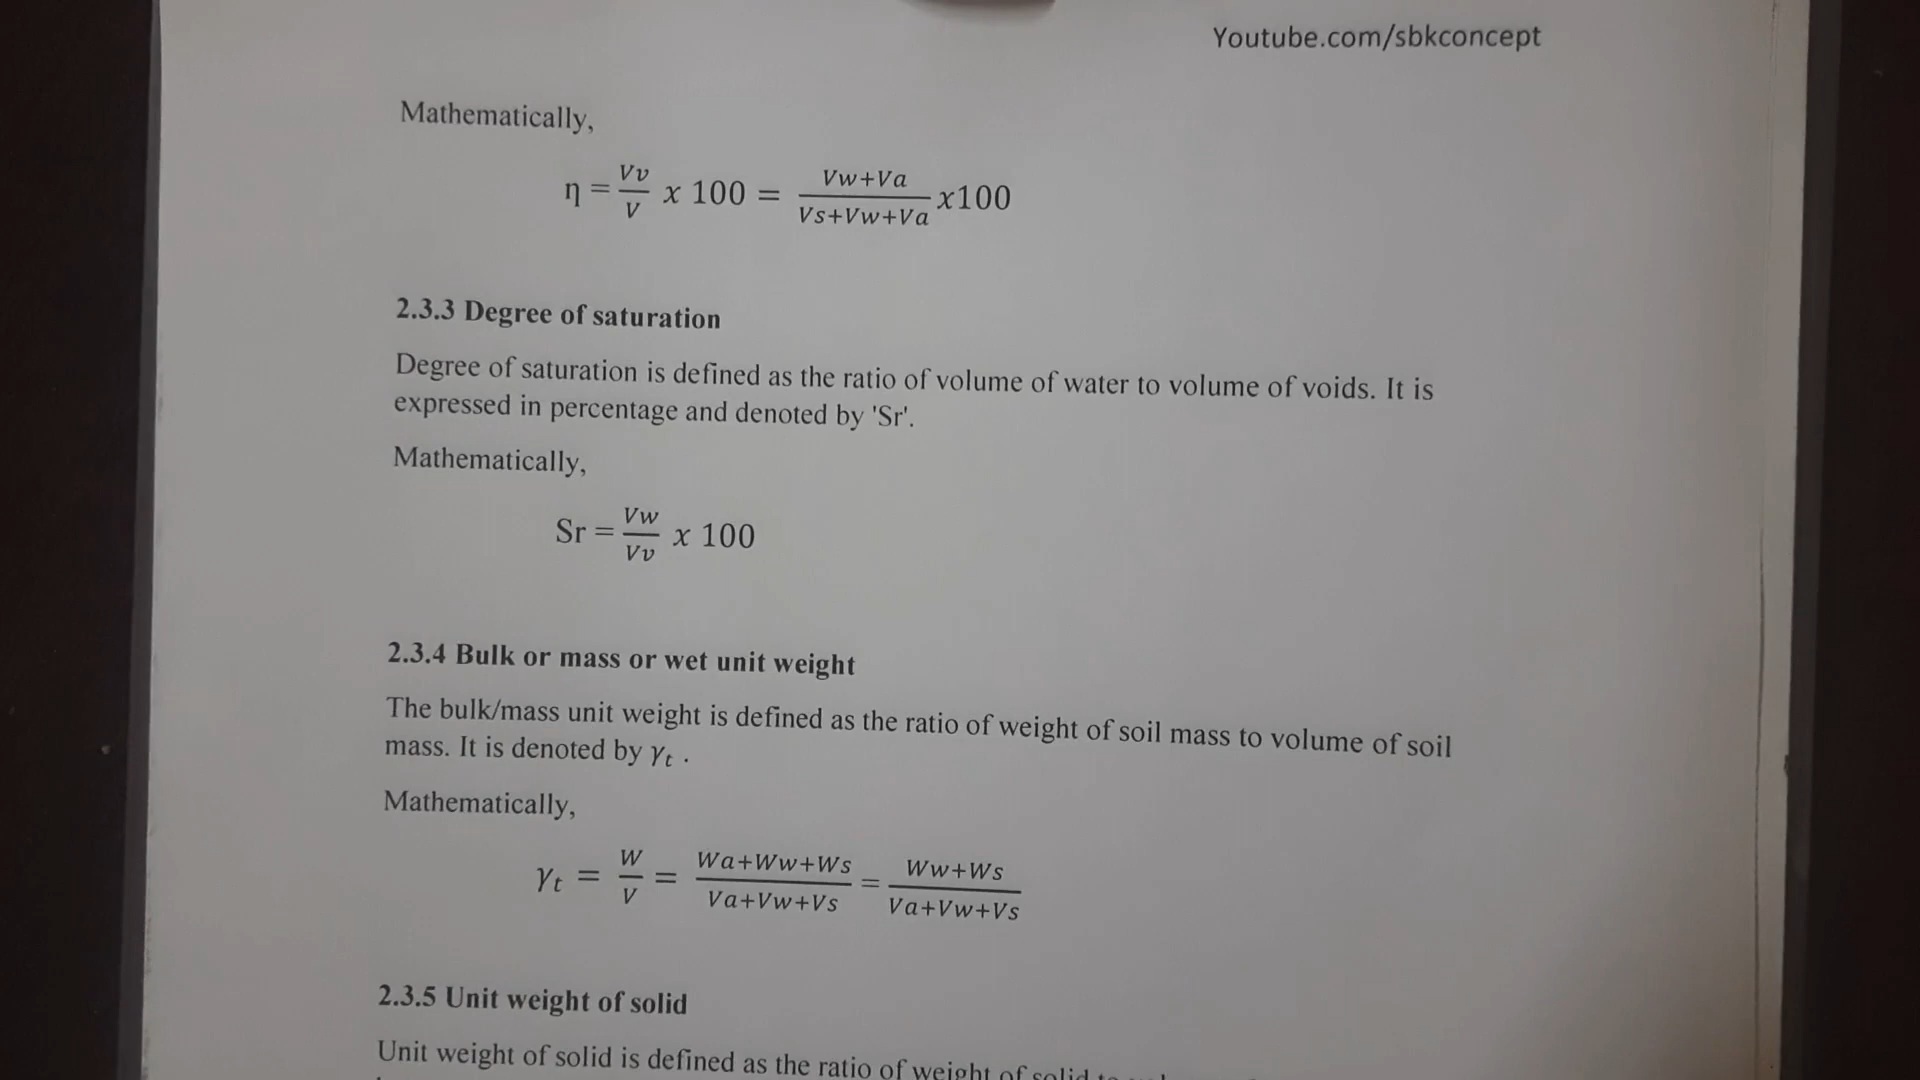 Youtube.com/sbkconcept
Mathematically,
η = Vv/V x 100 = Vw+Va/Vs+Vw+Va x100
2.3.3 Degree of saturation
Degree of saturation is defined as the ratio of volume of water to volume of voids. It is
expressed in percentage and denoted by 'Sr'.
Mathematically,
Sr = Vw/Vv x 100
2.3.4 Bulk or mass or wet unit weight
The bulk/mass unit weight is defined as the ratio of weight of soil mass to volume of soil
mass. It is denoted by γt .
Mathematically,
γt = W/V = Wa+Ww+Ws/Va+Vw+Vs = Ww+Ws/Va+Vw+Vs
2.3.5 Unit weight of solid
Unit weight of solid is defined as the ratio of weight of solid